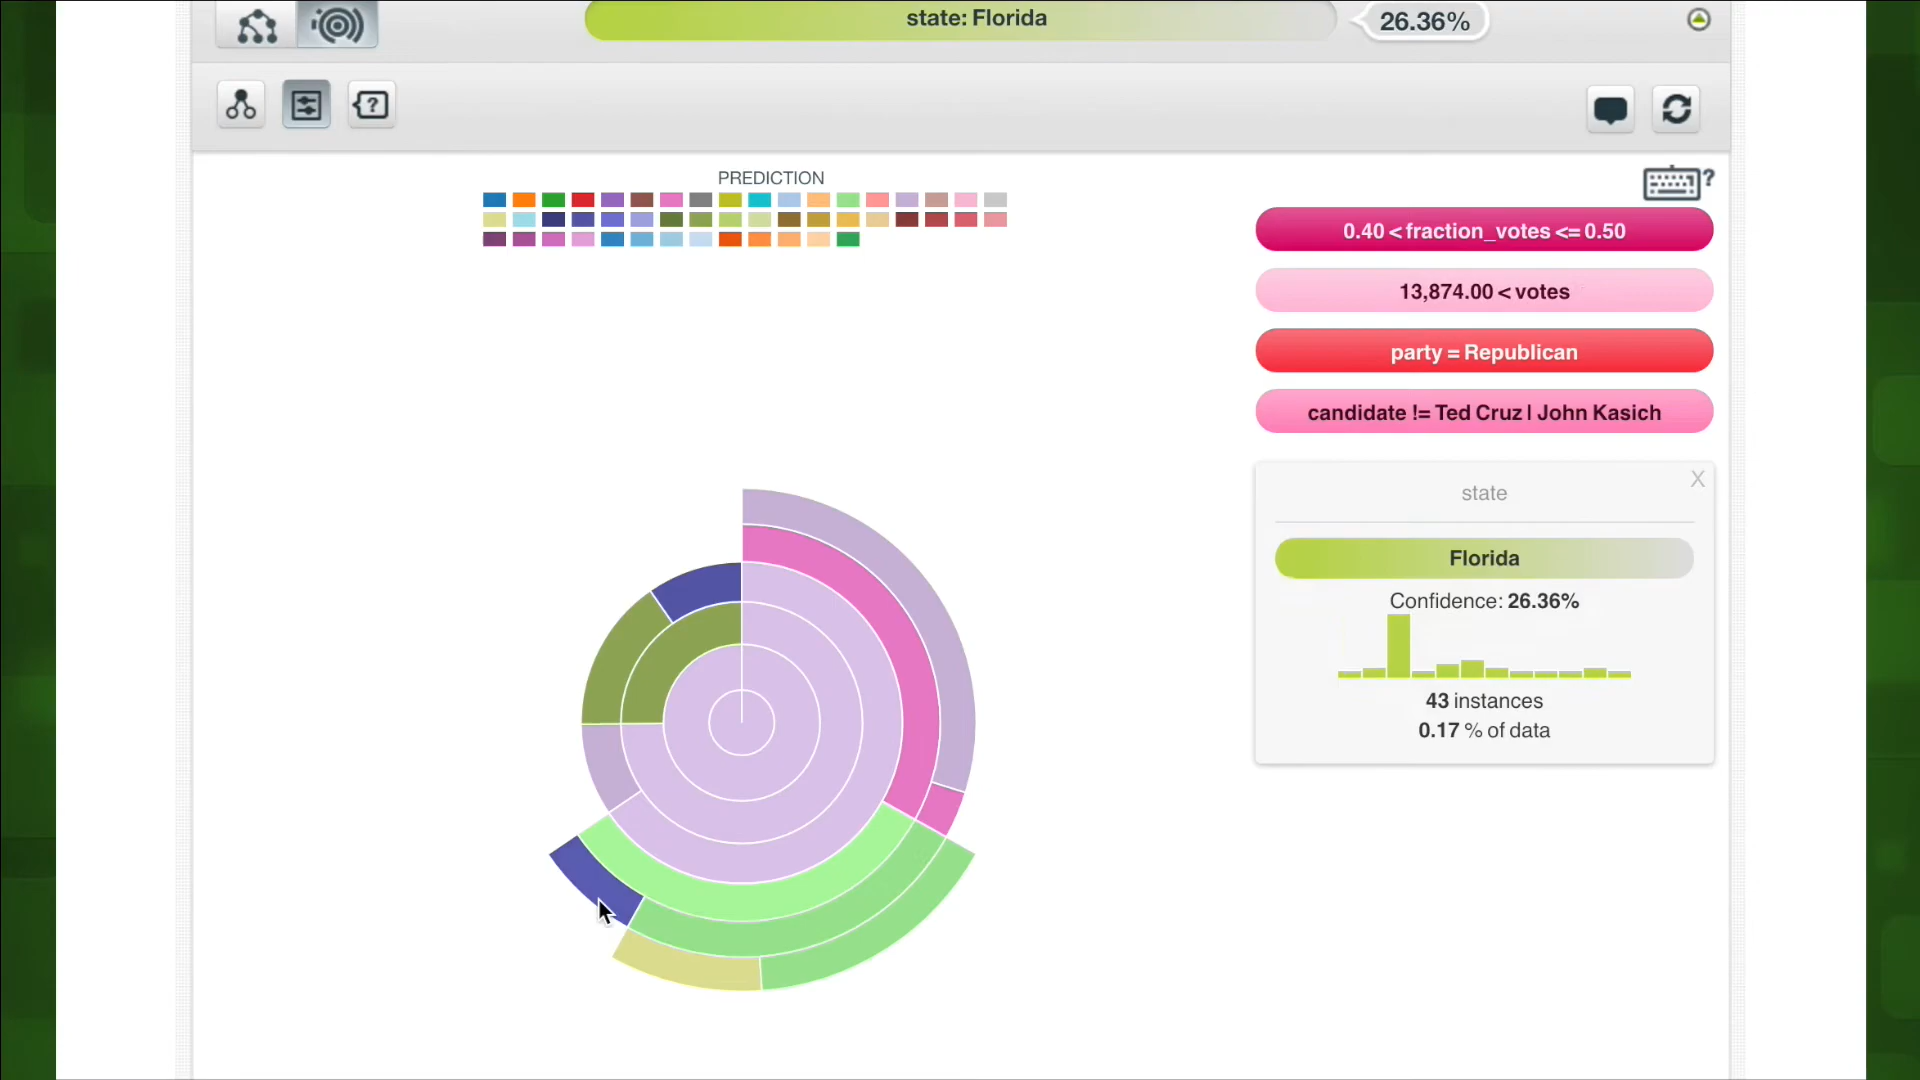 state: Florida
26.36%
?
PREDICTION
?
0.40 < fraction_votes <= 0.50
13,874.00 < votes
party = Republican
candidate != Ted Cruz | John Kasich
X
state
Florida
Confidence: 26.36%
43 instances
0.17 % of data